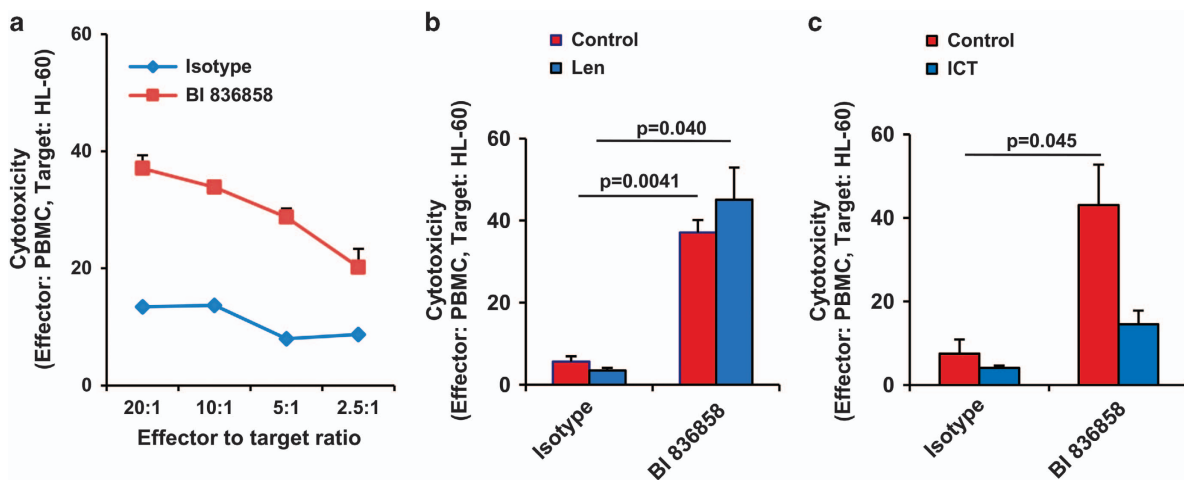 a
60
40
20
0
Cytotoxicity
(Effector: PBMC, Target: HL-60)
Isotype
BI 836858
20:1 10:1 5:1 2.5:1
Effector to target ratio
b
Control
Len
60
40
20
0
Cytotoxicity
(Effector: PBMC, Target: HL-60)
p=0.040
p=0.0041
Isotype
BI 836858
c
Control
ICT
60
40
20
0
Cytotoxicity
(Effector: PBMC, Target: HL-60)
p=0.045
Isotype
BI 836858